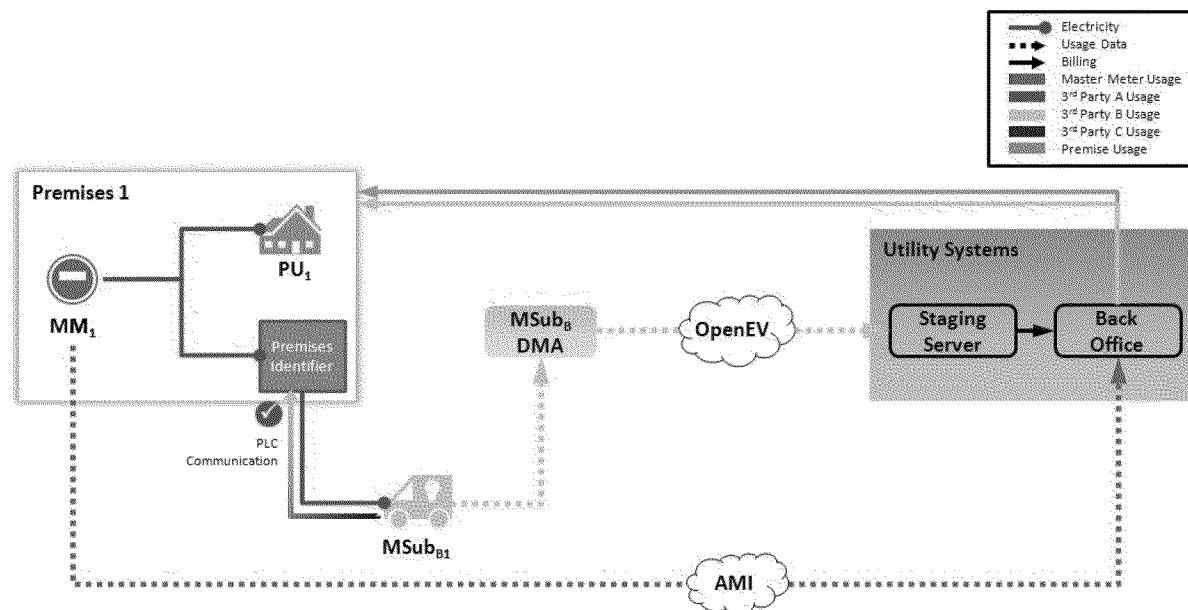 Electricity
Usage Data
Billing
Master Meter Usage
3rd Party A Usage
3rd Party B Usage
3rd Party C Usage
Premise Usage
Premises 1
PU1
MM1
Premises
Identifier
PLC
Communication
MSubB1
MSubB
DMA
OpenEV
Utility Systems
Staging
Server
Back
Office
AMI